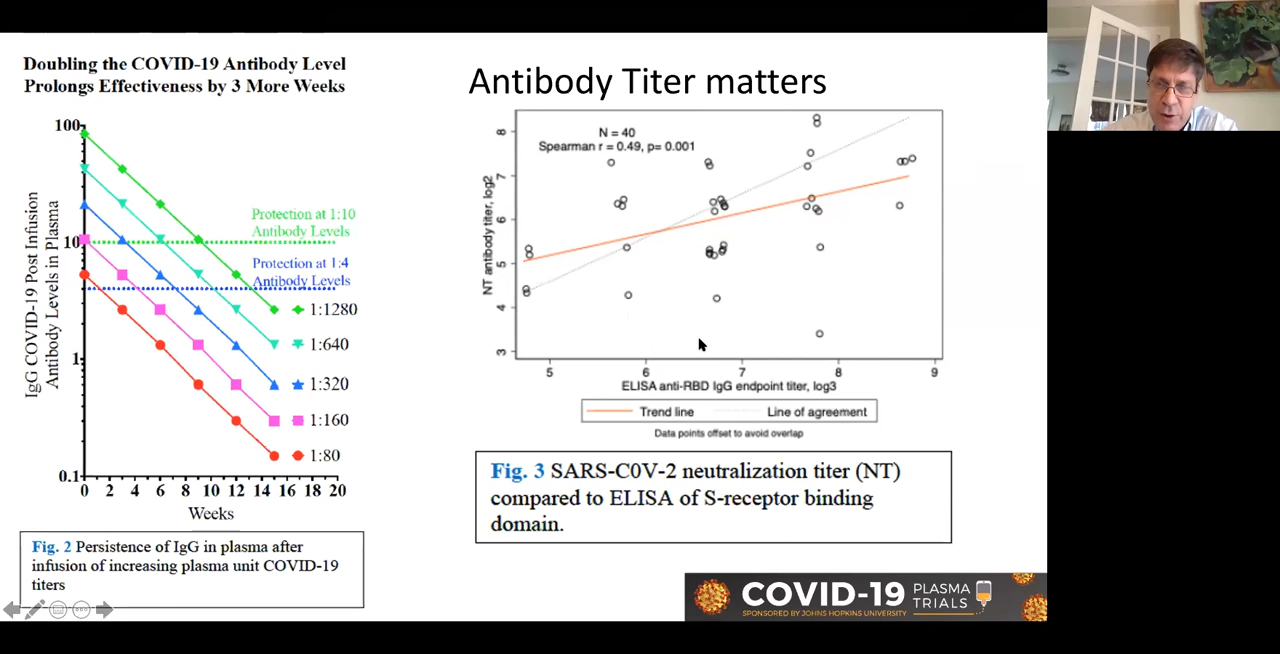 Doubling the COVID-19 Antibody Level
Prolongs Effectiveness by 3 More Weeks
IgG COVID-19 Post Infusion
Antibody Levels in Plasma
100
10
1
0.1
Protection at 1:10
Antibody Levels
Protection at 1:4
Antibody Levels
1:1280
1:640
1:320
1:160
1:80
0 2 4 6 8 10 12 14 16 18 20
Weeks
Fig. 2 Persistence of IgG in plasma after
infusion of increasing plasma unit COVID-19
titers
Antibody Titer matters
N = 40
Spearman r = 0.49, p= 0.001
NT antibody titer, log2
8
7
6
5
4
3
5 6 7 8 9
ELISA anti-RBD IgG endpoint titer, log3
Trend line Line of agreement
Data points offset to avoid overlap
Fig. 3 SARS-C0V-2 neutralization titer (NT)
compared to ELISA of S-receptor binding
domain.
COVID-19 PLASMA
TRIALS
SPONSORED BY JOHNS HOPKINS UNIVERSITY